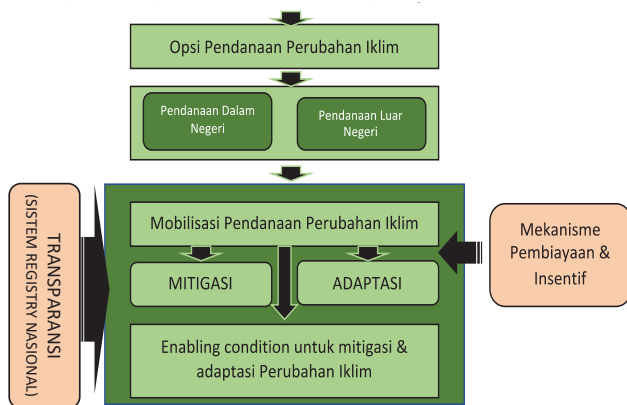 Opsi Pendanaan Perubahan Iklim
Pendanaan Dalam
Negeri
Pendanaan Luar
Negeri
TRANSPARANSI
(SISTEM REGISTRY NASIONAL)
Mobilisasi Pendanaan Perubahan Iklim
MITIGASI
ADAPTASI
Enabling condition untuk mitigasi &
adaptasi Perubahan Iklim
Mekanisme
Pembiayaan &
Insentif